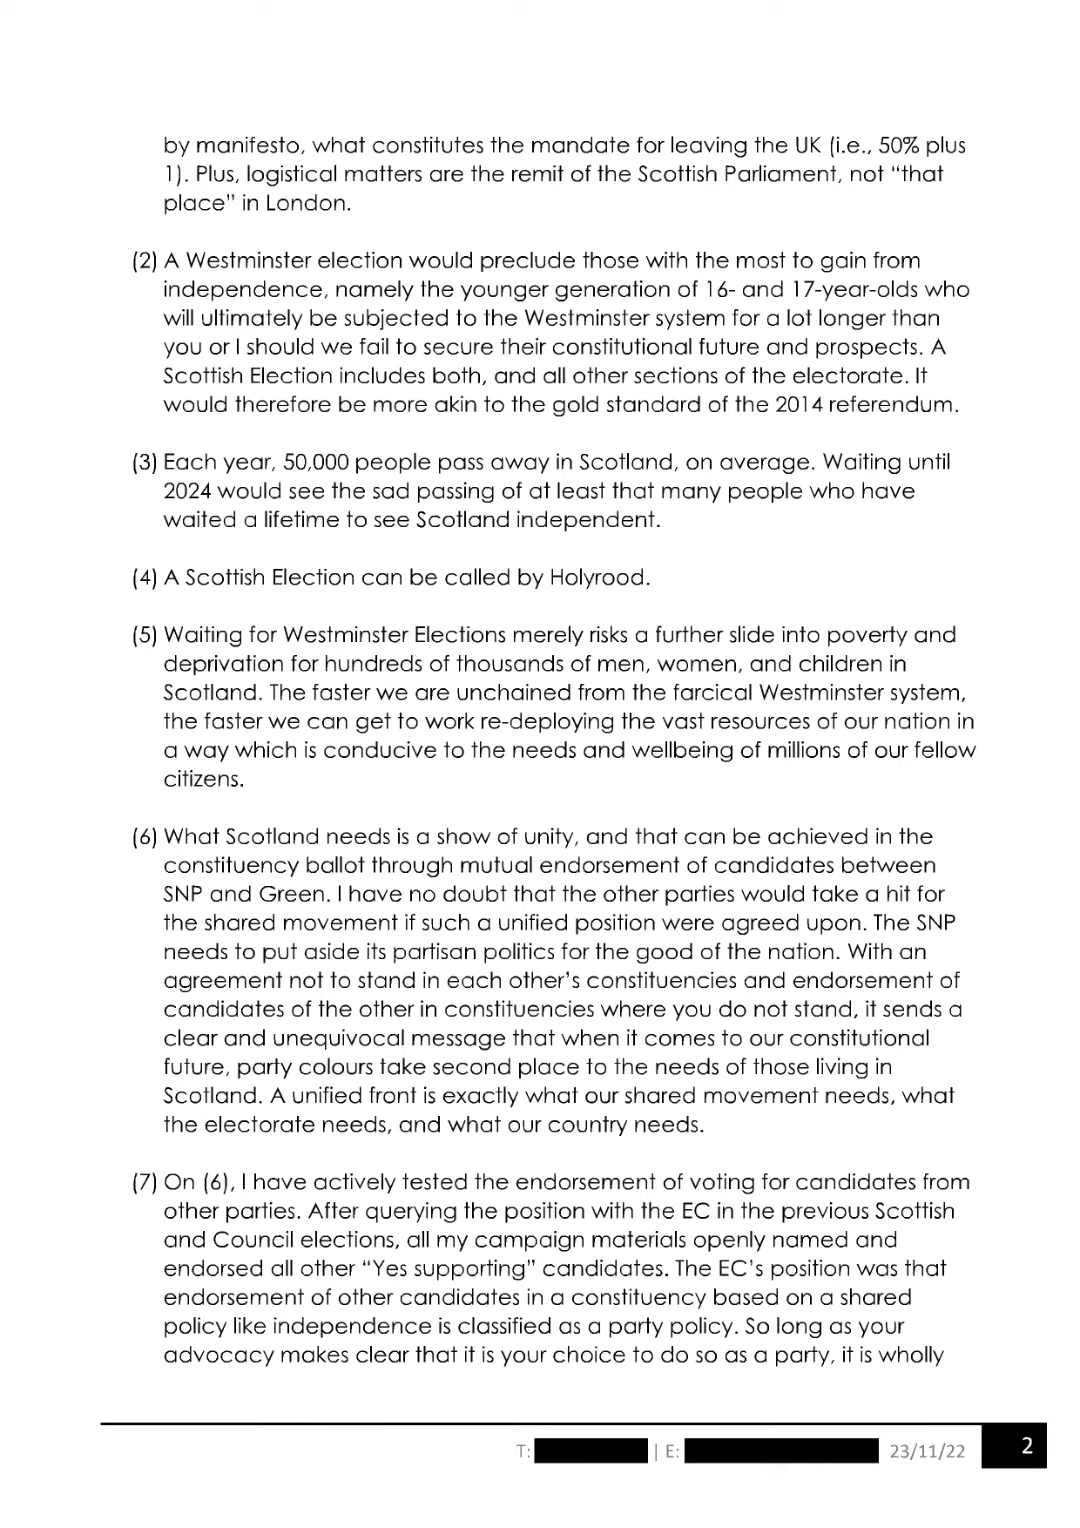 by manifesto, what constitutes the mandate for leaving the UK (i.e., 50% plus
1). Plus, logistical matters are the remit of the Scottish Parliament, not "that
place" in London.
(2) A Westminster election would preclude those with the most to gain from
independence, namely the younger generation of 16- and 17-year-olds who
will ultimately be subjected to the Westminster system for a lot longer than
you or I should we fail to secure their constitutional future and prospects. A
Scottish Election includes both, and all other sections of the electorate. It
would therefore be more akin to the gold standard of the 2014 referendum.
(3) Each year, 50,000 people pass away in Scotland, on average. Waiting until
2024 would see the sad passing of at least that many people who have
waited a lifetime to see Scotland independent.
(4) A Scottish Election can be called by Holyrood.
(5) Waiting for Westminster Elections merely risks a further slide into poverty and
deprivation for hundreds of thousands of men, women, and children in
Scotland. The faster we are unchained from the farcical Westminster system,
the faster we can get to work re-deploying the vast resources of our nation in
a way which is conducive to the needs and wellbeing of millions of our fellow
citizens.
(6) What Scotland needs is a show of unity, and that can be achieved in the
constituency ballot through mutual endorsement of candidates between
SNP and Green. I have no doubt that the other parties would take a hit for
the shared movement if such a unified position were agreed upon. The SNP
needs to put aside its partisan politics for the good of the nation. With an
agreement not to stand in each other's constituencies and endorsement of
candidates of the other in constituencies where you do not stand, it sends a
clear and unequivocal message that when it comes to our constitutional
future, party colours take second place to the needs of those living in
Scotland. A unified front is exactly what our shared movement needs, what
the electorate needs, and what our country needs.
(7) On (6), I have actively tested the endorsement of voting for candidates from
other parties. After querying the position with the EC in the previous Scottish
and Council elections, all my campaign materials openly named and
endorsed all other "Yes supporting" candidates. The EC's position was that
endorsement of other candidates in a constituency based on a shared
policy like independence is classified as a party policy. So long as your
advocacy makes clear that it is your choice to do so as a party, it is wholly
T: | E: 23/11/22 2